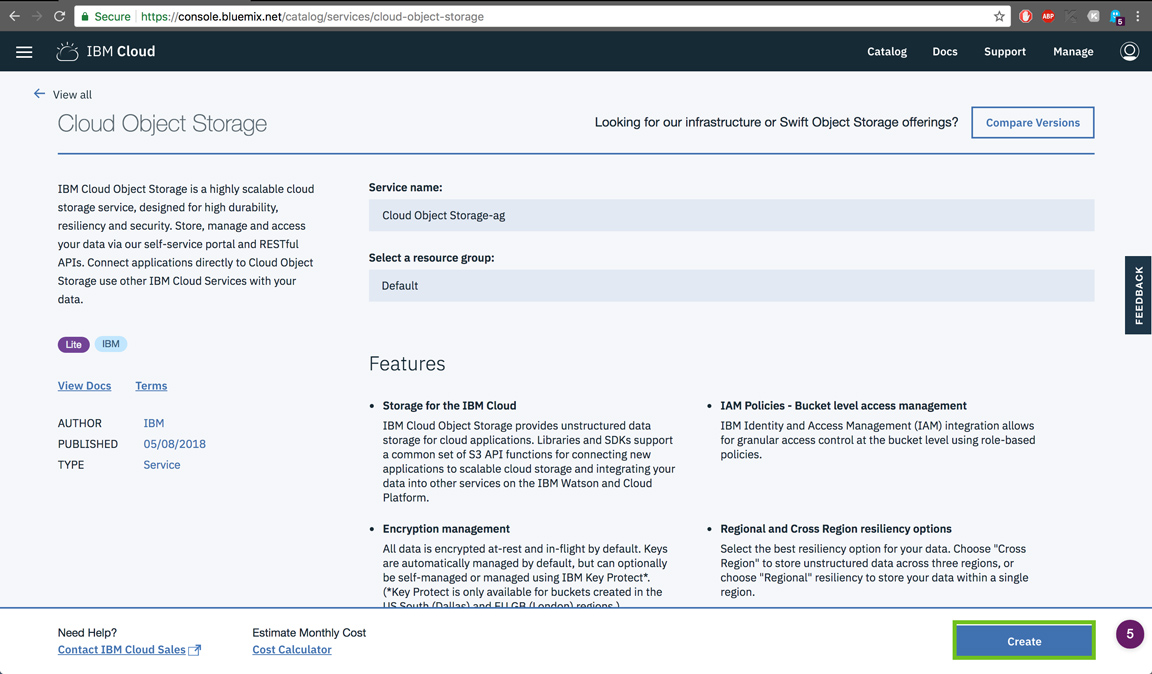 Secure
https://console.bluemix.net/catalog/services/cloud-object-storage
ABP
K
5
IBM Cloud
Catalog
Docs
Support
Manage
View all
Cloud Object Storage
Looking for our infrastructure or Swift Object Storage offerings?
Compare Versions
IBM Cloud Object Storage is a highly scalable cloud
storage service, designed for high durability,
resiliency and security. Store, manage and access
your data via our self-service portal and RESTful
APIs. Connect applications directly to Cloud Object
Storage use other IBM Cloud Services with your
data.
Lite
IBM
View Docs
Terms
AUTHOR
IBM
PUBLISHED
05/08/2018
TYPE
Service
Service name:
Cloud Object Storage-ag
Select a resource group:
Default
Features
• Storage for the IBM Cloud
IBM Cloud Object Storage provides unstructured data
storage for cloud applications. Libraries and SDKs support
a common set of S3 API functions for connecting new
applications to scalable cloud storage and integrating your
data into other services on the IBM Watson and Cloud
Platform.
• IAM Policies - Bucket level access management
IBM Identity and Access Management (IAM) integration allows
for granular access control at the bucket level using role-based
policies.
• Encryption management
All data is encrypted at-rest and in-flight by default. Keys
are automatically managed by default, but can optionally
be self-managed or managed using IBM Key Protect*.
(*Key Protect is only available for buckets created in the
US South (Dallas) and EU GB (London) regions.)
• Regional and Cross Region resiliency options
Select the best resiliency option for your data. Choose "Cross
Region" to store unstructured data across three regions, or
choose "Regional" resiliency to store your data within a single
region.
FEEDBACK
Need Help?
Contact IBM Cloud Sales
Estimate Monthly Cost
Cost Calculator
Create
5